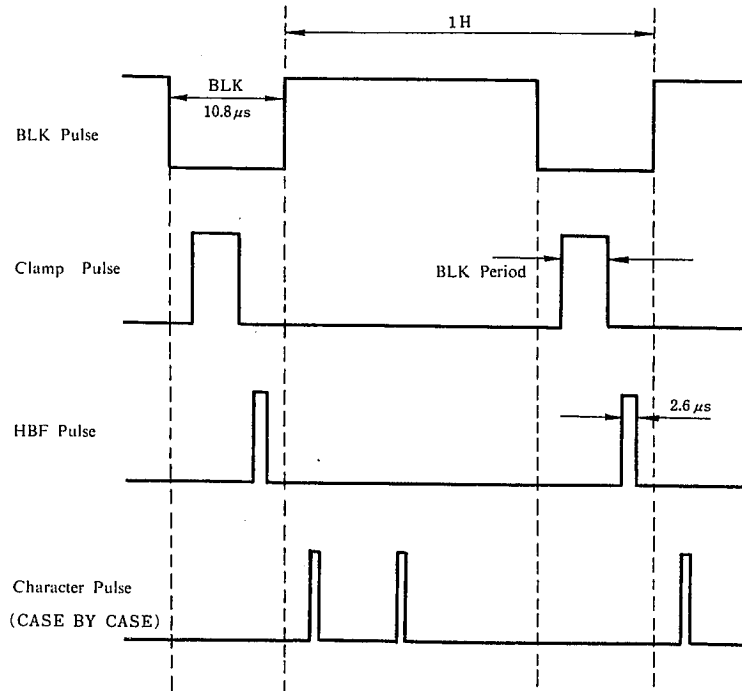 1H
BLK
10.8μs
BLK Pulse
Clamp Pulse
BLK Period
HBF Pulse
2.6μs
Character Pulse
(CASE BY CASE)